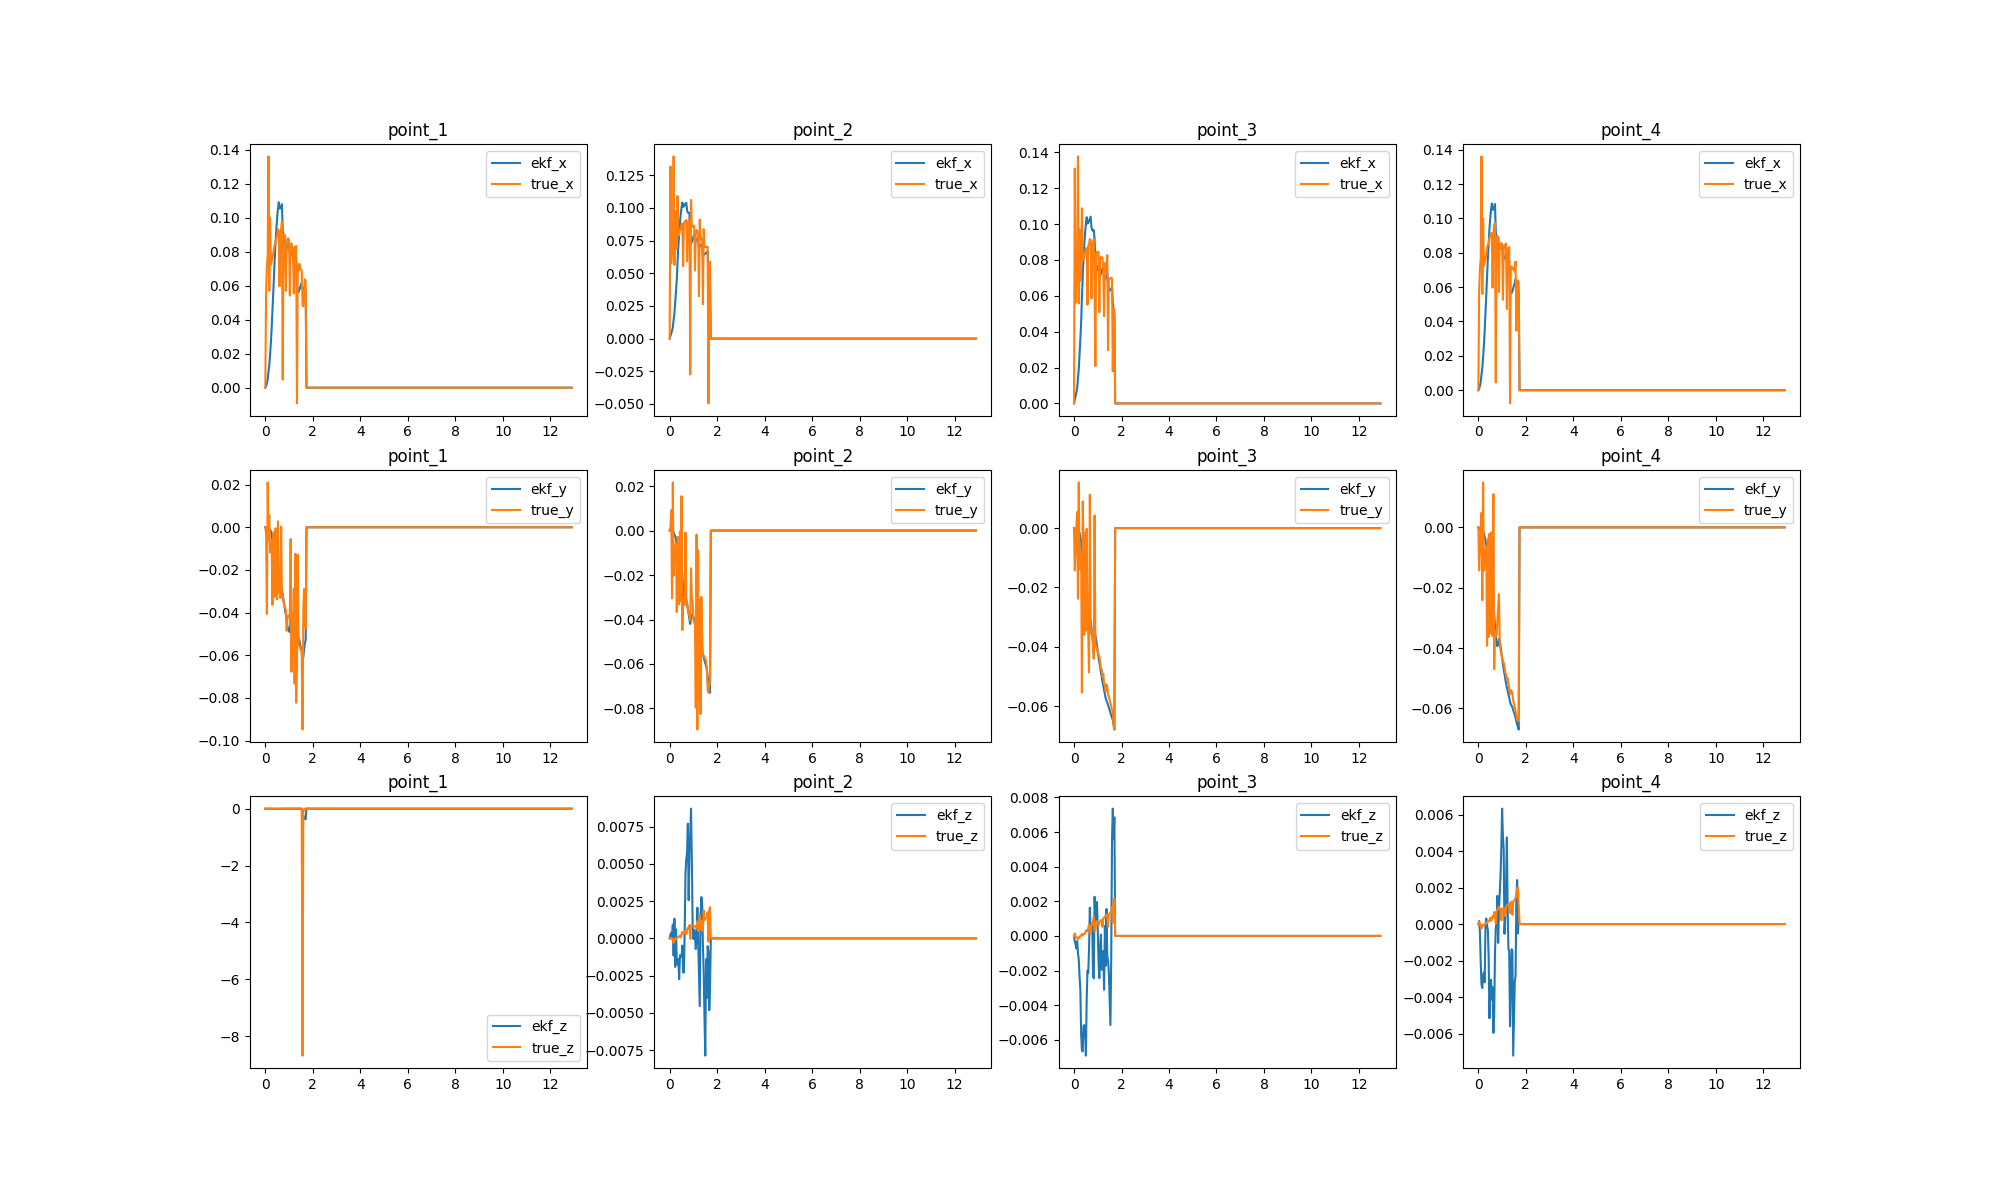 point_1 point_2 point_3 point_4
0.14
0.12
0.10
0.08
0.06
0.04
0.02
0.00
0 2 4 6 8 10 12
ekf_x
true_x
0.125
0.100
0.075
0.050
0.025
0.000
−0.025
−0.050
0 2 4 6 8 10 12
ekf_x
true_x
0.14
0.12
0.10
0.08
0.06
0.04
0.02
0.00
0 2 4 6 8 10 12
ekf_x
true_x
0.14
0.12
0.10
0.08
0.06
0.04
0.02
0.00
0 2 4 6 8 10 12
ekf_x
true_x
point_1 point_2 point_3 point_4
0.02
0.00
−0.02
−0.04
−0.06
−0.08
−0.10
0 2 4 6 8 10 12
ekf_y
true_y
0.02
0.00
−0.02
−0.04
−0.06
−0.08
0 2 4 6 8 10 12
ekf_y
true_y
0.00
−0.02
−0.04
−0.06
0 2 4 6 8 10 12
ekf_y
true_y
0.00
−0.02
−0.04
−0.06
0 2 4 6 8 10 12
ekf_y
true_y
point_1 point_2 point_3 point_4
0
−2
−4
−6
−8
0 2 4 6 8 10 12
ekf_z
true_z
0.0075
0.0050
0.0025
0.0000
−0.0025
−0.0050
−0.0075
0 2 4 6 8 10 12
ekf_z
true_z
0.008
0.006
0.004
0.002
0.000
−0.002
−0.004
−0.006
0 2 4 6 8 10 12
ekf_z
true_z
0.006
0.004
0.002
0.000
−0.002
−0.004
−0.006
0 2 4 6 8 10 12
ekf_z
true_z